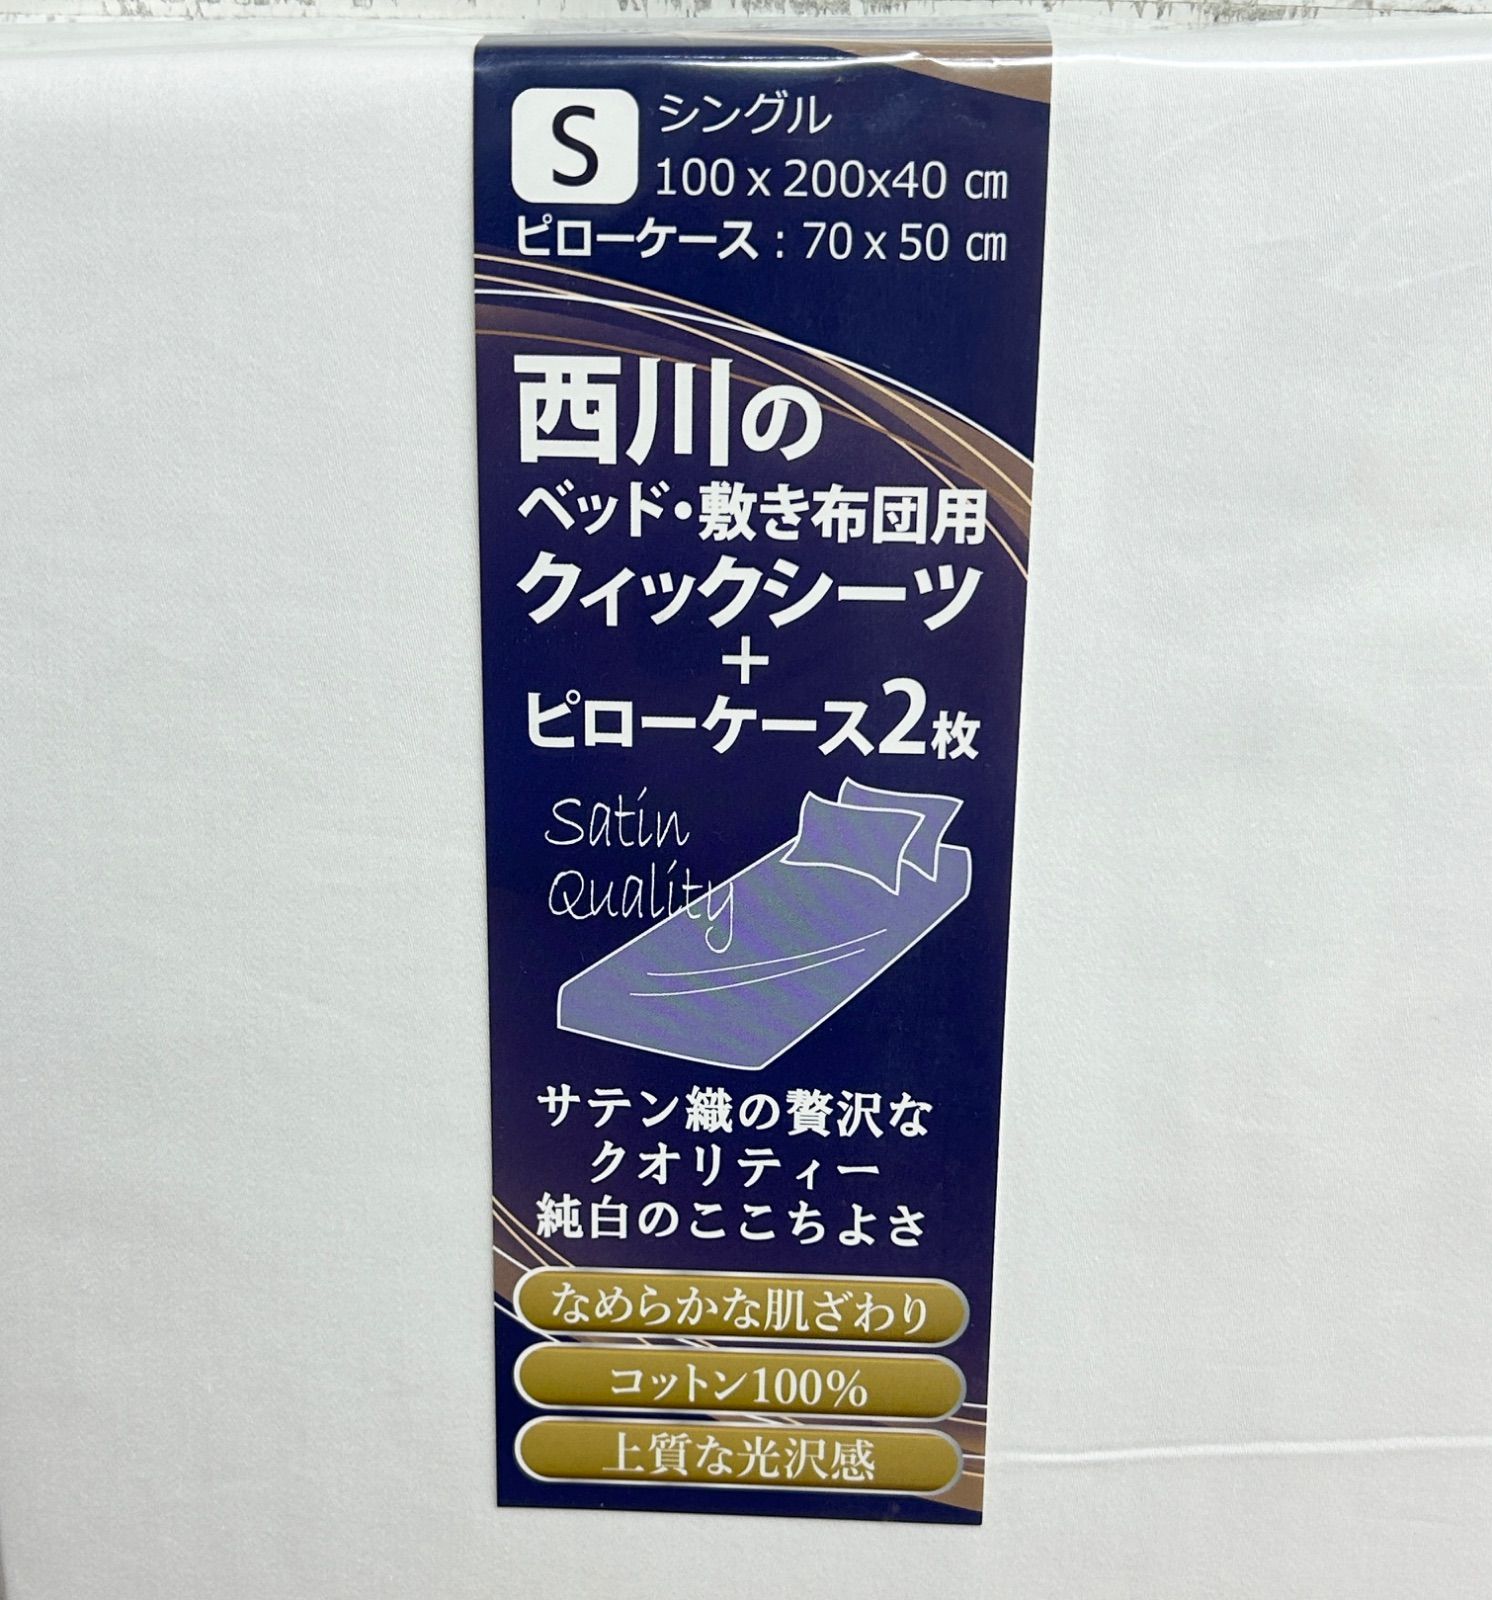 S シングル
100 x 200x40 ㎝
ピローケース : 70 x 50 ㎝
西川の
ベッド・敷き布団用
クィックシーツ
+
ピローケース2枚
Satin
Quality
サテン織の贅沢な
クオリティー
純白のここちよさ
なめらかな肌ざわり
コットン100%
上質な光沢感